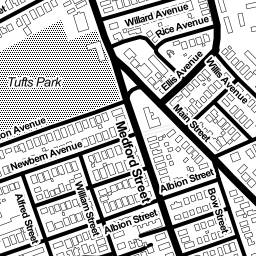 Willard Avenue
Rice Avenue
Tufts Park
Ellis Avenue
Willis Avenue
Main Street
on Avenue
Newbern Avenue
Medford Street
Albion Street
William Street
Alfred Street
Albion Street
Bow Street